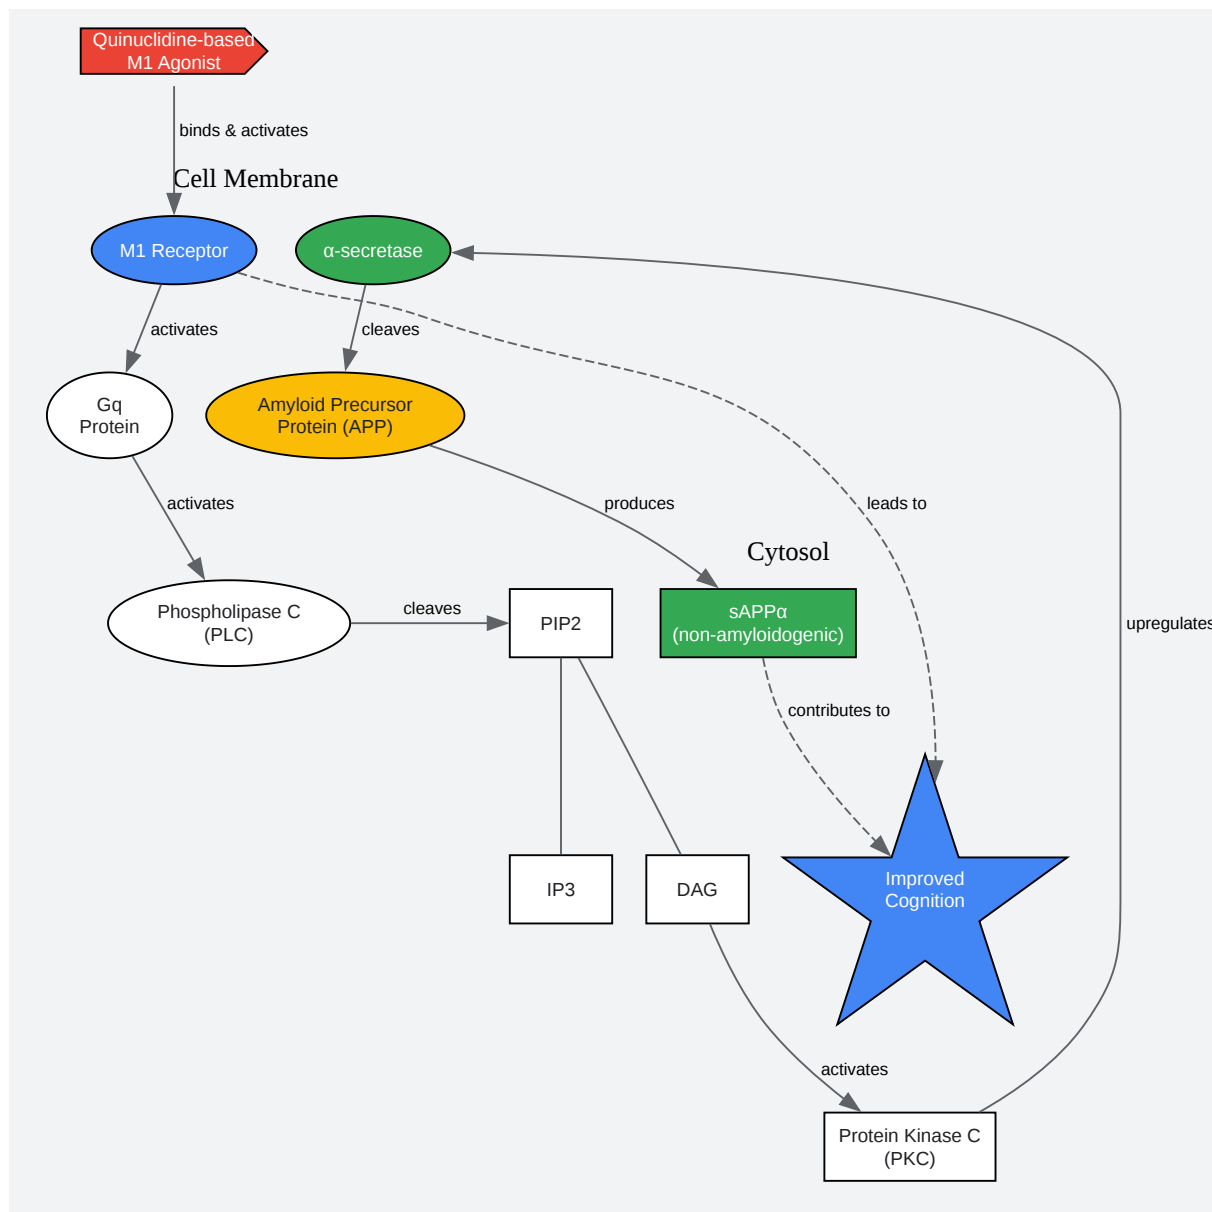 Quinuclidine-based
M1 Agonist
binds & activates
Cell Membrane
M1 Receptor
α-secretase
activates
cleaves
Gq
Protein
Amyloid Precursor
Protein (APP)
activates
produces
leads to
Cytosol
Phospholipase C
(PLC)
cleaves
PIP2
sAPPα
(non-amyloidogenic)
upregulates
contributes to
IP3
DAG
Improved
Cognition
activates
Protein Kinase C
(PKC)